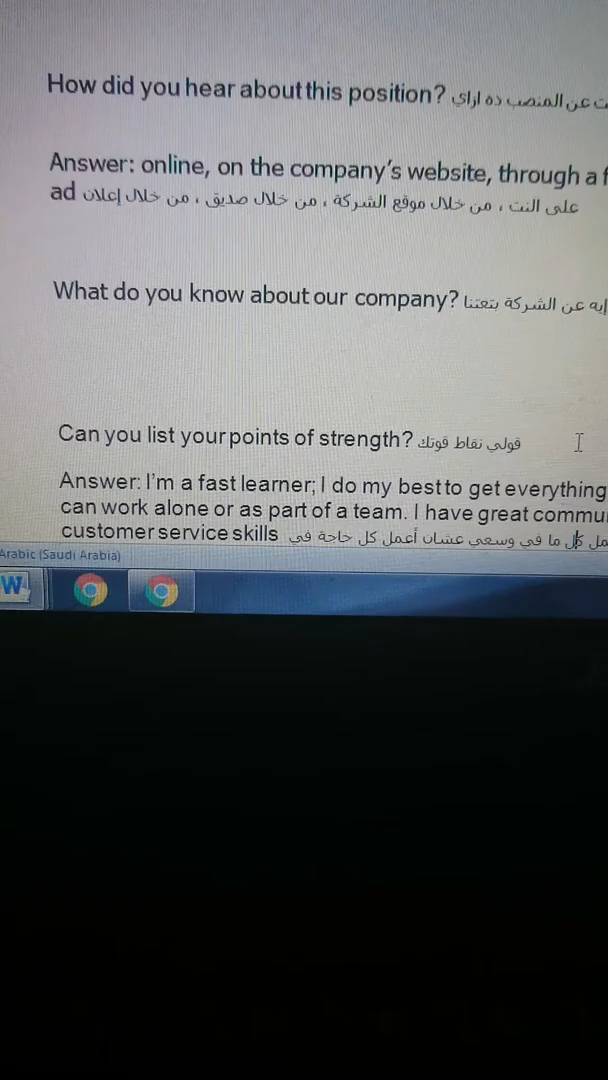 How did you hear about this position? عن المنصب ده ازاي
Answer: online, on the company's website, through a
ad على النت ، من خلال موقع الشركة ، من خلال صديق ، من خلال إعلان
What do you know about our company? إيه عن الشركة بتعتنا
Can you list your points of strength? قولي نقاط قوتك
Answer: I'm a fast learner; I do my best to get everything
can work alone or as part of a team. I have great commu
customer service skills كل ما في وسعي عشان أعمل كل حاجة في
Arabic (Saudi Arabia)
W